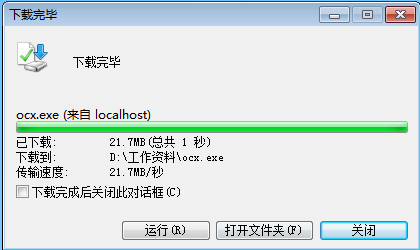 下载完毕
下载完毕
ocx.exe (来自 localhost)
已下载: 21.7MB(总共 1 秒)
下载到: D:\工作资料\ocx.exe
传输速度: 21.7MB/秒
下载完成后关闭此对话框(C)
运行(R) 打开文件夹(F) 关闭